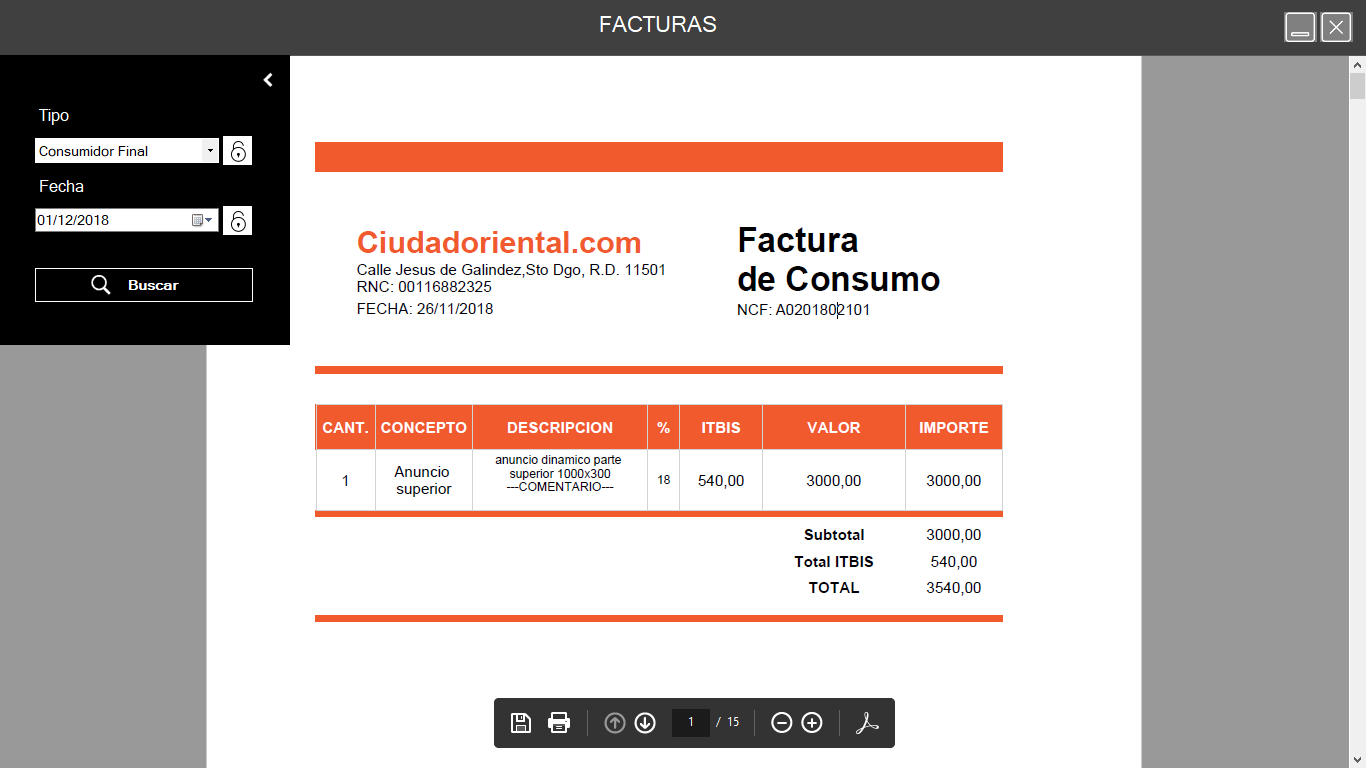 FACTURAS
Tipo
Consumidor Final
Fecha
01/12/2018
Buscar
Ciudadoriental.com
Calle Jesus de Galindez,Sto Dgo, R.D. 11501
RNC: 00116882325
FECHA: 26/11/2018
Factura
de Consumo
NCF: A0201802101
CANT. CONCEPTO DESCRIPCION % ITBIS VALOR IMPORTE
1 Anuncio superior anuncio dinamico parte superior 1000x300 ---COMENTARIO--- 18 540,00 3000,00 3000,00
Subtotal 3000,00
Total ITBIS 540,00
TOTAL 3540,00
1 / 15